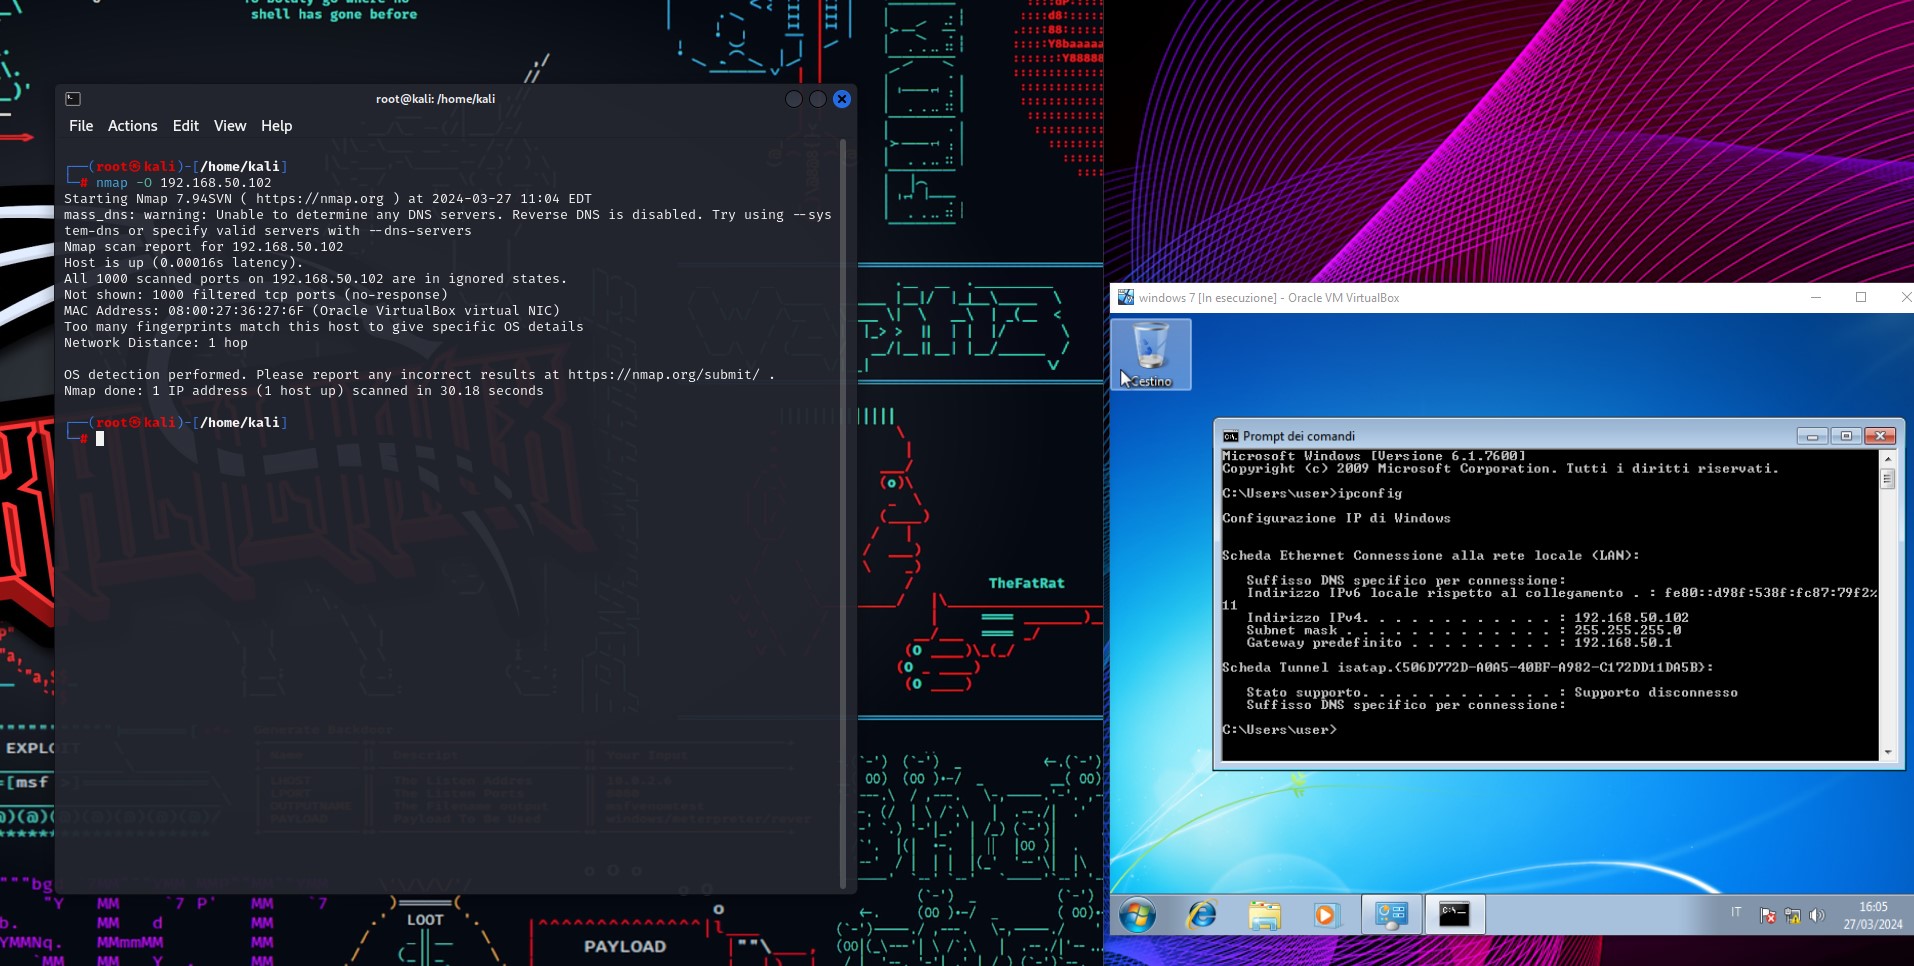 shell has gone before
root@kali: /home/kali
File Actions Edit View Help
┌──(root㉿kali)-[/home/kali]
└─# nmap -O 192.168.50.102
Starting Nmap 7.94SVN ( https://nmap.org ) at 2024-03-27 11:04 EDT
mass_dns: warning: Unable to determine any DNS servers. Reverse DNS is disabled. Try using --sys
tem-dns or specify valid servers with --dns-servers
Nmap scan report for 192.168.50.102
Host is up (0.00016s latency).
All 1000 scanned ports on 192.168.50.102 are in ignored states.
Not shown: 1000 filtered tcp ports (no-response)
MAC Address: 08:00:27:36:27:6F (Oracle VirtualBox virtual NIC)
Too many fingerprints match this host to give specific OS details
Network Distance: 1 hop
OS detection performed. Please report any incorrect results at https://nmap.org/submit/ .
Nmap done: 1 IP address (1 host up) scanned in 30.18 seconds
┌──(root㉿kali)-[/home/kali]
└─#
TheFatRat
=[msf >]
LOOT
PAYLOAD
windows 7 [In esecuzione] - Oracle VM VirtualBox
Cestino
Prompt dei comandi
Microsoft Windows [Versione 6.1.7600]
Copyright (c) 2009 Microsoft Corporation. Tutti i diritti riservati.
C:\Users\user>ipconfig
Configurazione IP di Windows
Scheda Ethernet Connessione alla rete locale (LAN):
Suffisso DNS specifico per connessione:
Indirizzo IPv6 locale rispetto al collegamento . : fe80::d98f:538f:fc87:79f2%
11
Indirizzo IPv4. . . . . . . . . . . . : 192.168.50.102
Subnet mask . . . . . . . . . . . . . : 255.255.255.0
Gateway predefinito . . . . . . . . . : 192.168.50.1
Scheda Tunnel isatap.{506D772D-A0A5-40BF-A982-C172DD11DA5B}:
Stato supporto. . . . . . . . . . . . : Supporto disconnesso
Suffisso DNS specifico per connessione:
C:\Users\user>
IT
16:05
27/03/2024